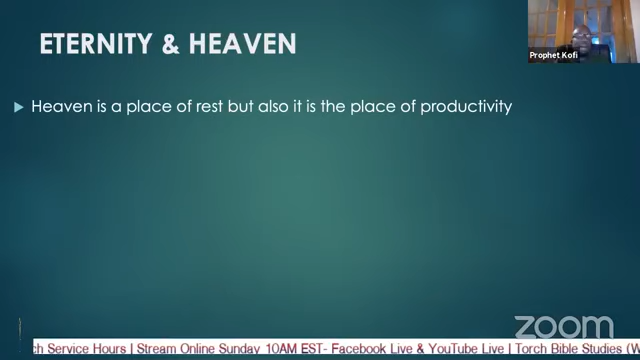 ETERNITY & HEAVEN
Prophet Kofi
Heaven is a place of rest but also it is the place of productivity
zoom
Service Hours | Stream Online Sunday 10AM EST- Facebook Live & YouTube Live | Torch Bible Studies